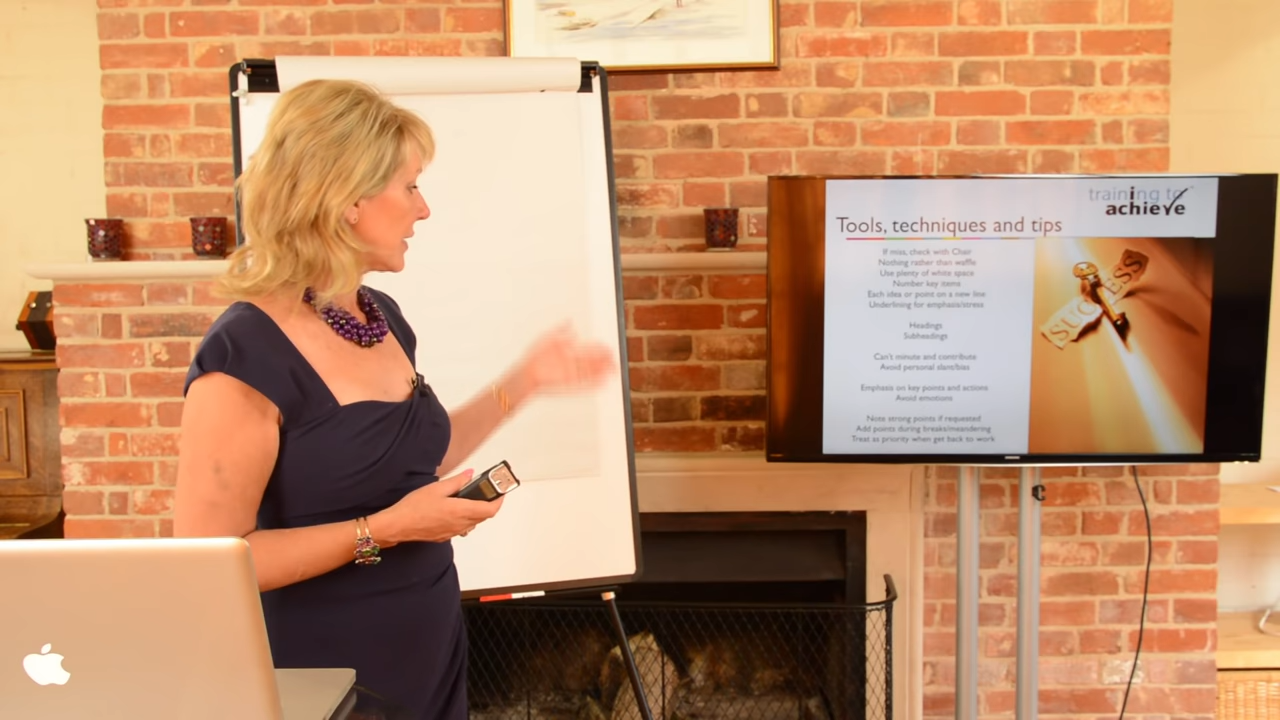 training to
achieve
Tools, techniques and tips
If miss, check with Chair
Nothing rather than waffle
Use plenty of white space
Number key items
Each idea or point on a new line
Underlining for emphasis/stress
Headings
Subheadings
Can't minute and contribute
Avoid personal slant/bias
Emphasis on key points and actions
Avoid emotions
Note strong points if requested
Add points during breaks/meandering
Treat as priority when get back to work
SUCCESS
SAMSUNG